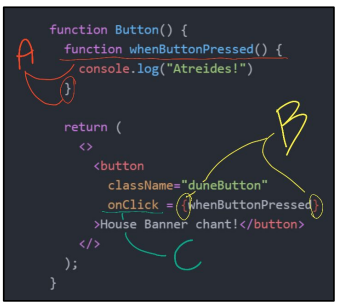 function Button() {
A
function whenButtonPressed() {
console.log("Atreides!")
}
return (
<>
B
<button
className="duneButton"
onClick = {whenButtonPressed}
>House Banner chant!</button>
</>
C
);
}